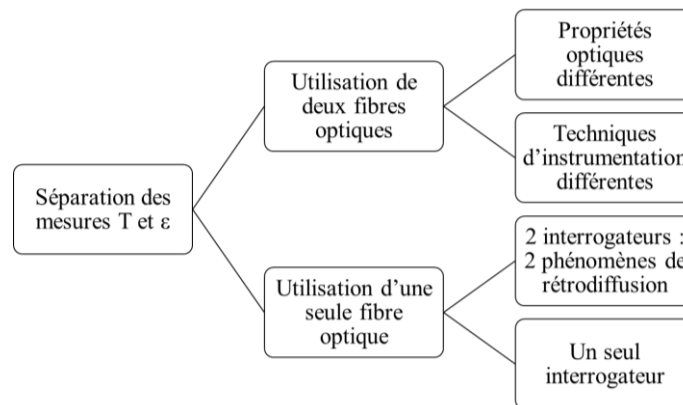 Séparation des
mesures T et ε
Utilisation de
deux fibres
optiques
Propriétés
optiques
différentes
Techniques
d'instrumentation
différentes
Utilisation d'une
seule fibre
optique
2 interrogateurs :
2 phénomènes de
rétrodiffusion
Un seul
interrogateur